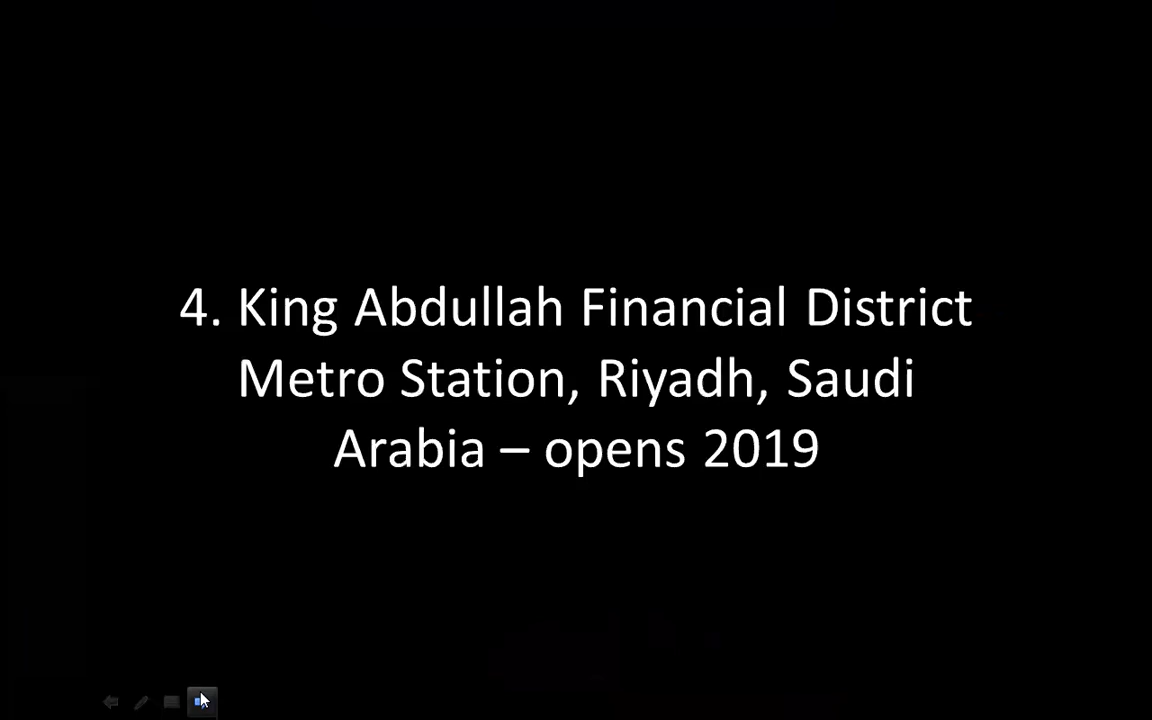 4. King Abdullah Financial District
Metro Station, Riyadh, Saudi
Arabia – opens 2019